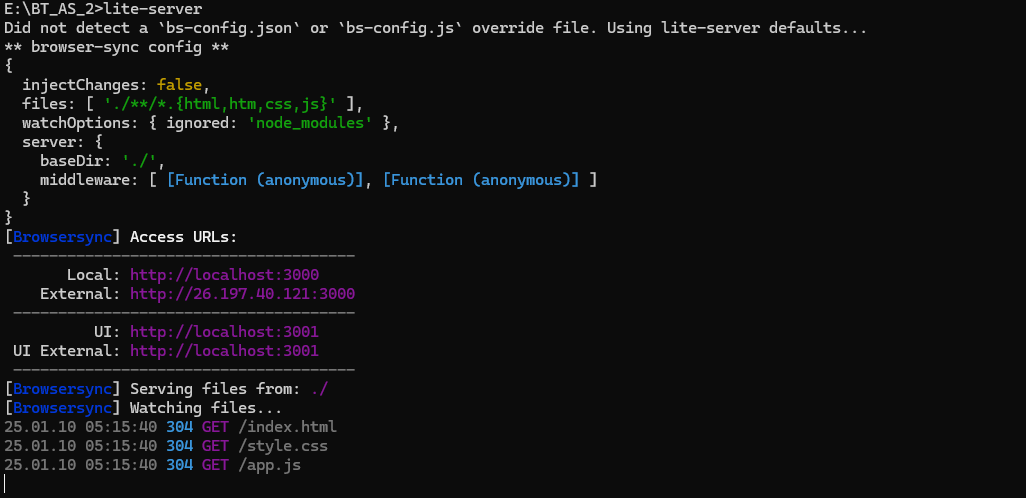 E:\BT_AS_2>lite-server
Did not detect a `bs-config.json` or `bs-config.js` override file. Using lite-server defaults...
** browser-sync config **
{
  injectChanges: false,
  files: [ './**/*.{html,htm,css,js}' ],
  watchOptions: { ignored: 'node_modules' },
  server: {
    baseDir: './',
    middleware: [ [Function (anonymous)], [Function (anonymous)] ]
  }
}
[Browsersync] Access URLs:
 --------------------------------------
       Local: http://localhost:3000
    External: http://26.197.40.121:3000
 --------------------------------------
          UI: http://localhost:3001
 UI External: http://localhost:3001
 --------------------------------------
[Browsersync] Serving files from: ./
[Browsersync] Watching files...
25.01.10 05:15:40 304 GET /index.html
25.01.10 05:15:40 304 GET /style.css
25.01.10 05:15:40 304 GET /app.js